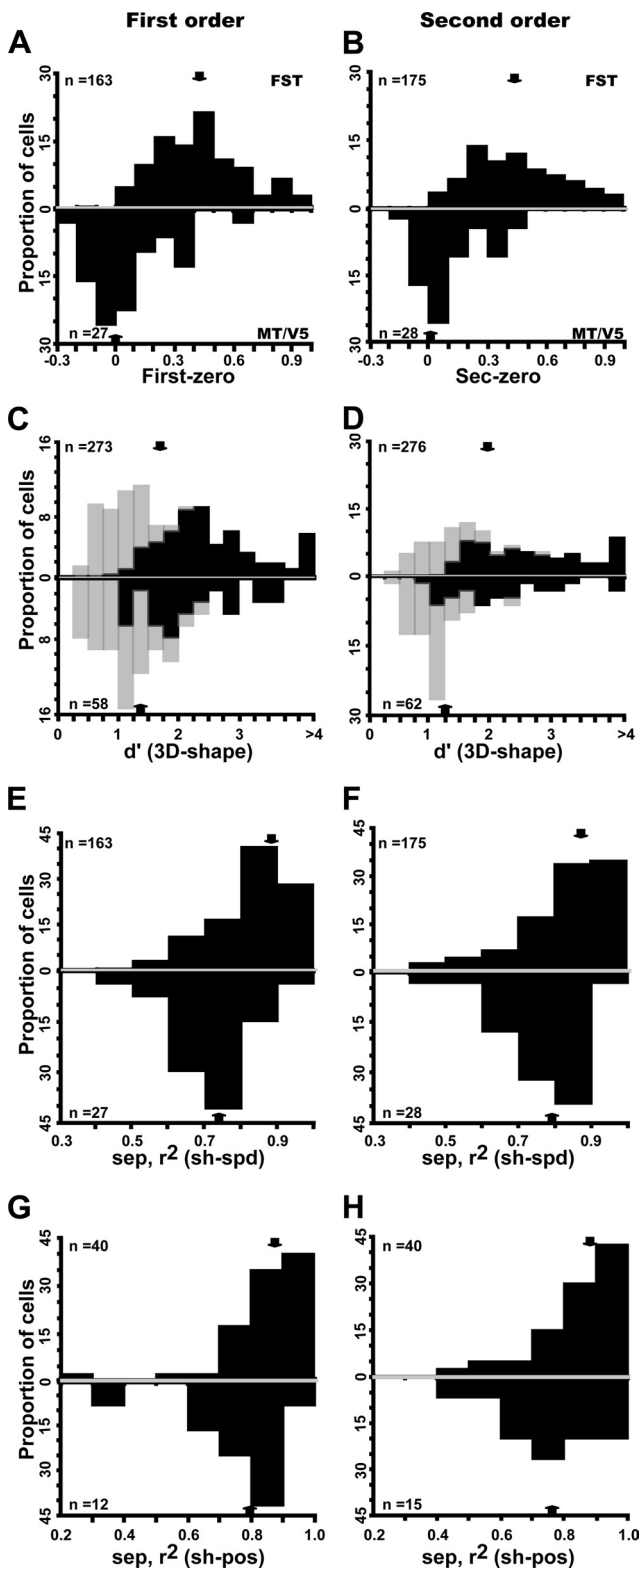 First order Second order
A B
n =163 FST n =175 FST
Proportion of cells
30 15 0 15 30 30 15 0 15 30
n =27 MT/V5 n =28 MT/V5
-0.3 0 0.3 0.6 0.9 -0.3 0 0.3 0.6 0.9
First-zero Sec-zero
C D
n =273 n =276
Proportion of cells
16 8 0 8 16 30 15 0 15 30
n =58 n =62
0 1 2 3 >4 0 1 2 3 >4
d' (3D-shape) d' (3D-shape)
E F
n =163 n =175
Proportion of cells
45 30 15 0 15 30 45 45 30 15 0 15 30 45
n =27 n =28
0.3 0.5 0.7 0.9 0.3 0.5 0.7 0.9
sep, r² (sh-spd) sep, r² (sh-spd)
G H
n =40 n =40
Proportion of cells
45 30 15 0 15 30 45 45 30 15 0 15 30 45
n =12 n =15
0.2 0.4 0.6 0.8 1.0 0.2 0.4 0.6 0.8 1.0
sep, r² (sh-pos) sep, r² (sh-pos)